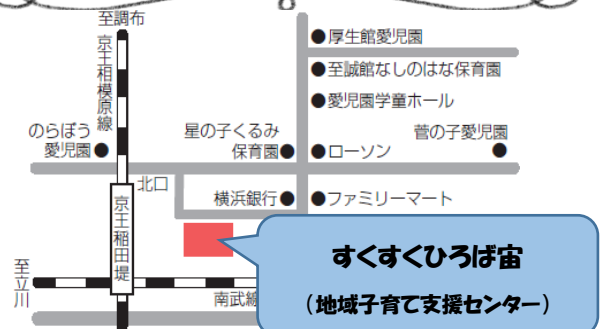 至調布
京王相模原線
●厚生館愛児園
●至誠館なしのはな保育園
●愛児園学童ホール
のらぼう
愛児園●
星の子くるみ
保育園●
●ローソン
菅の子愛児園
●
北口
横浜銀行●
●ファミリーマート
京王稲田堤
すくすくひろば宙
（地域子育て支援センター）
至立川
南武線